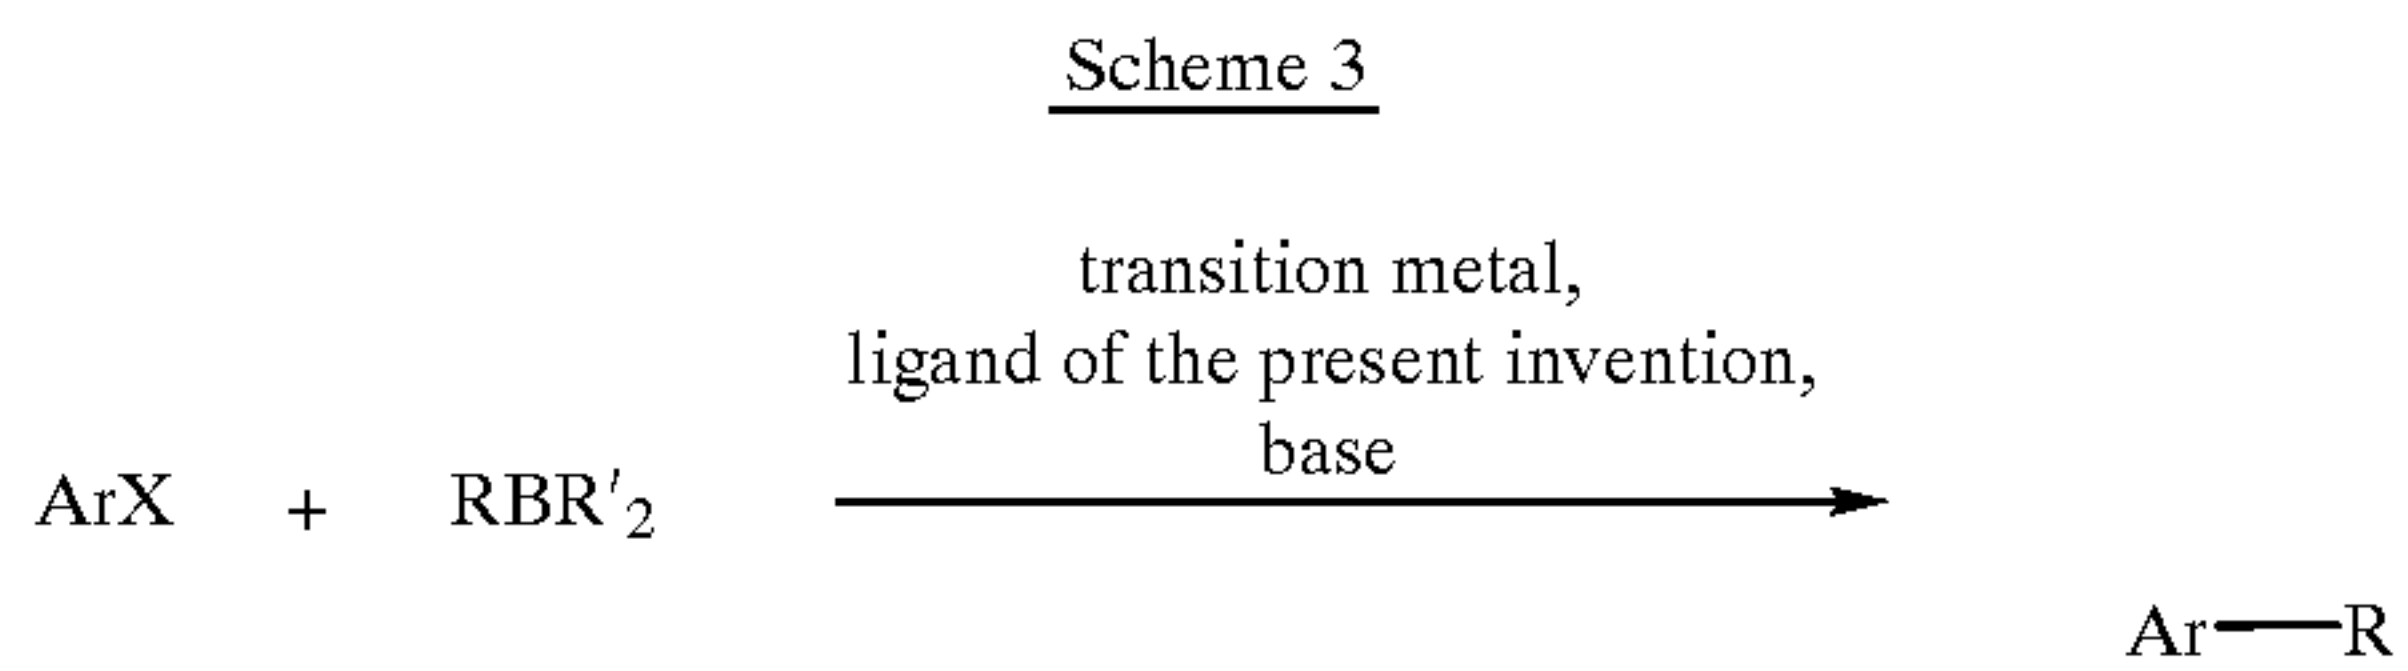 Scheme 3
transition metal,
ligand of the present invention,
base
ArX + RBR'₂
Ar—R